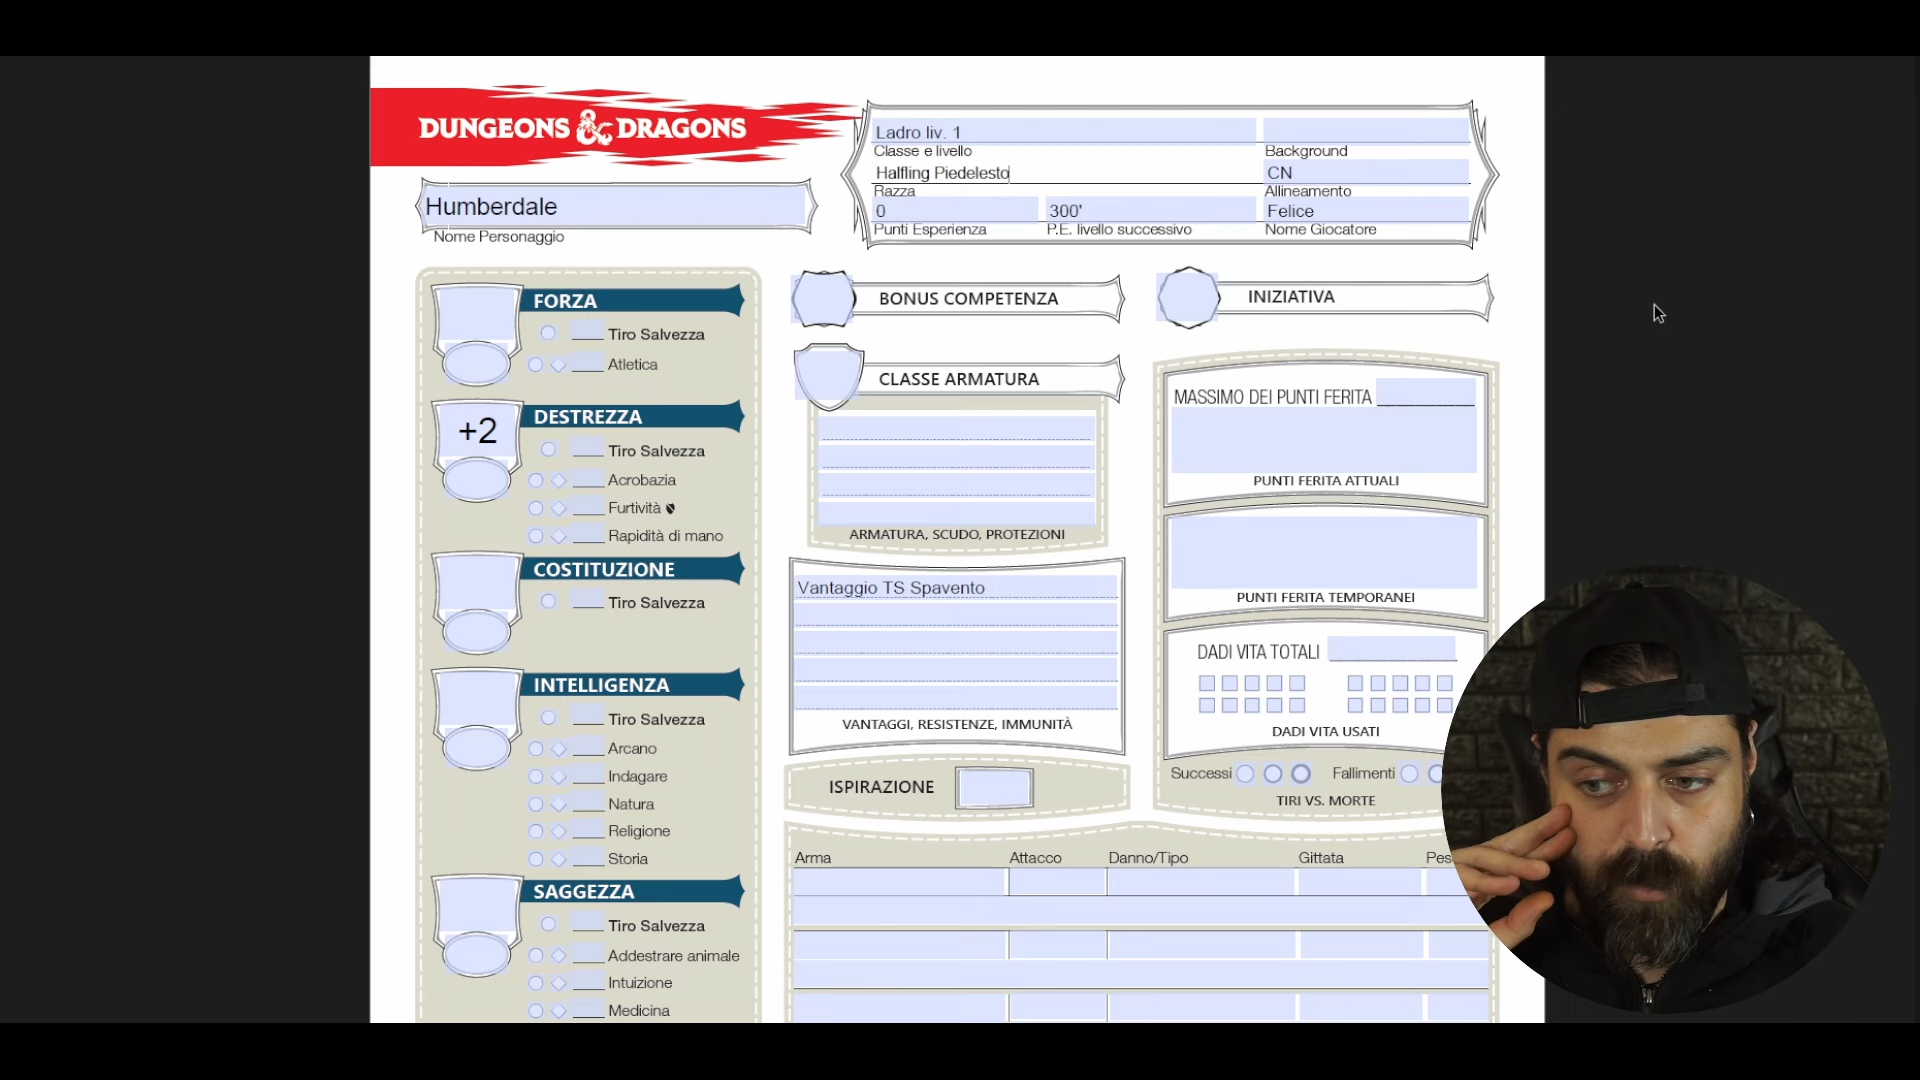 DUNGEONS & DRAGONS
Ladro liv. 1
Classe e livello
Background
Halfling Piedelesto
CN
Razza
Allineamento
0
300'
Felice
Punti Esperienza
P.E. livello successivo
Nome Giocatore
Humberdale
Nome Personaggio
FORZA
Tiro Salvezza
Atletica
+2
DESTREZZA
Tiro Salvezza
Acrobazia
Furtività
Rapidità di mano
COSTITUZIONE
Tiro Salvezza
INTELLIGENZA
Tiro Salvezza
Arcano
Indagare
Natura
Religione
Storia
SAGGEZZA
Tiro Salvezza
Addestrare animale
Intuizione
Medicina
BONUS COMPETENZA
CLASSE ARMATURA
ARMATURA, SCUDO, PROTEZIONI
Vantaggio TS Spavento
VANTAGGI, RESISTENZE, IMMUNITÀ
ISPIRAZIONE
INIZIATIVA
MASSIMO DEI PUNTI FERITA
PUNTI FERITA ATTUALI
PUNTI FERITA TEMPORANEI
DADI VITA TOTALI
DADI VITA USATI
Successi
Fallimenti
TIRI VS. MORTE
Arma
Attacco
Danno/Tipo
Gittata